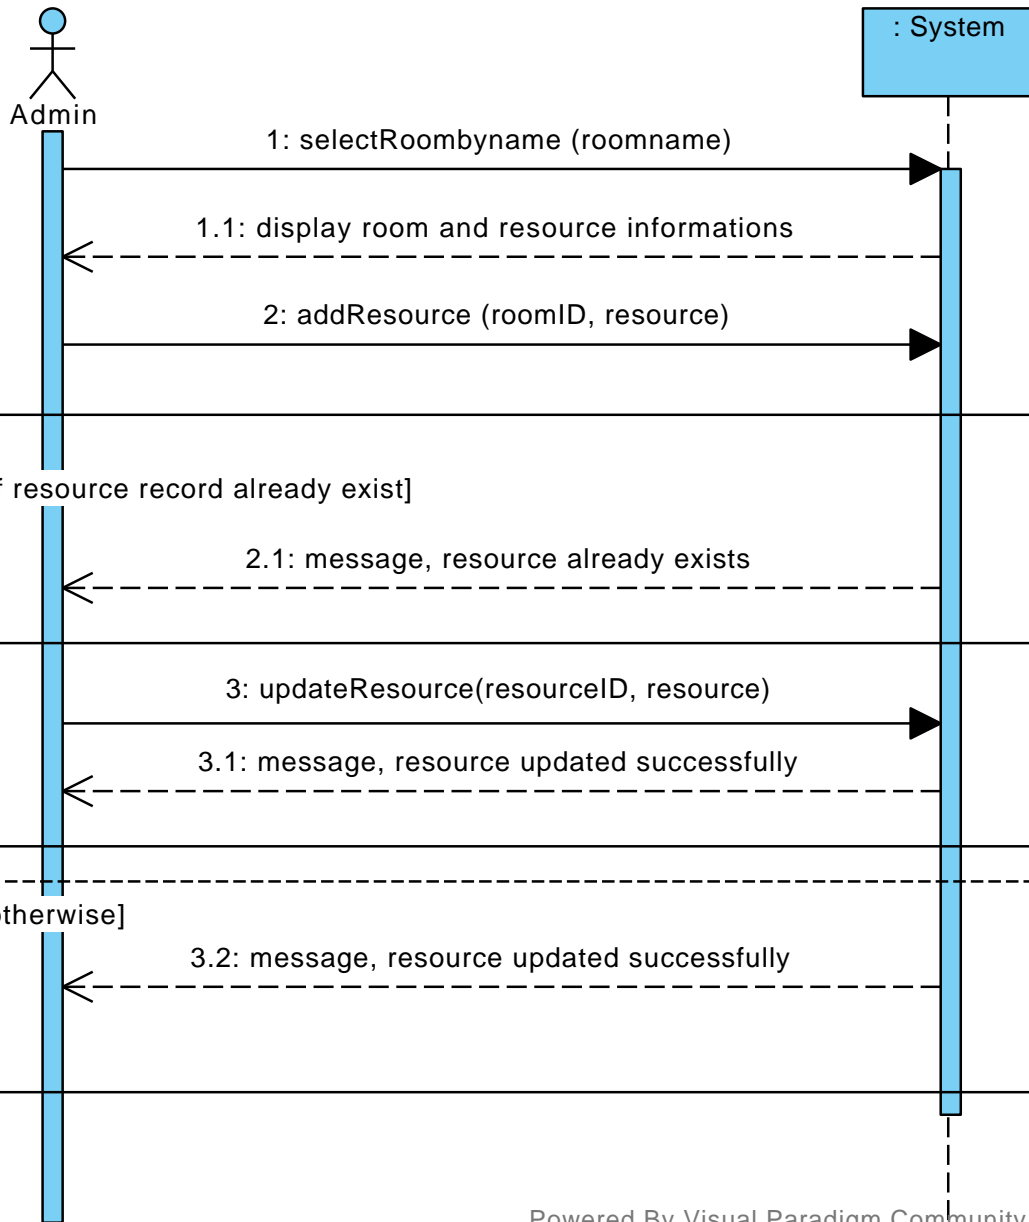 : System
Admin
1: selectRoombyname (roomname)
1.1: display room and resource informations
2: addResource (roomID, resource)
f resource record already exist]
2.1: message, resource already exists
3: updateResource(resourceID, resource)
3.1: message, resource updated successfully
otherwise]
3.2: message, resource updated successfully
Powered By Visual Paradigm Community